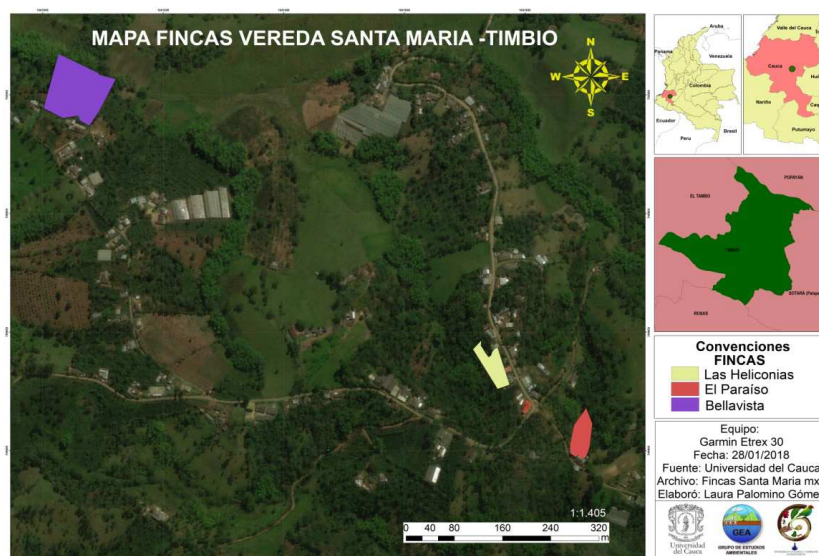 MAPA FINCAS VEREDA SANTA MARIA -TIMBIO
N
W E
S
1:1.405
0 40 80 160 240 320
m
Aruba
Panama
Venezuela
Colombia
Ecuador
Brasil
Peru
Valle del Cauca
Cauca
Nariño
Putumayo
POPAYÁN
EL TAMBO
ROSAS
Convenciones
FINCAS
Las Heliconias
El Paraíso
Bellavista
Equipo:
Garmin Etrex 30
Fecha: 28/01/2018
Fuente: Universidad del Cauca
Archivo: Fincas Santa Maria mx
Elaboró: Laura Palomino Góme
Universidad
del Cauca
GEA
GRUPO DE ESTUDIOS
AMBIENTALES